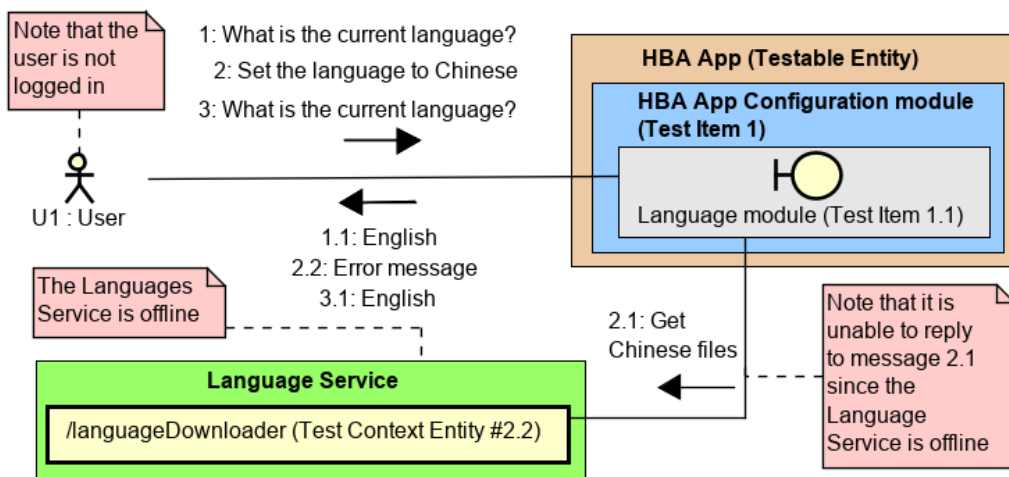 Note that the
user is not
logged in
1: What is the current language?
2: Set the language to Chinese
3: What is the current language?
HBA App (Testable Entity)
HBA App Configuration module
(Test Item 1)
Language module (Test Item 1.1)
U1 : User
1.1: English
2.2: Error message
3.1: English
The Languages
Service is offline
2.1: Get
Chinese files
Note that it is
unable to reply
to message 2.1
since the
Language
Service is offline
Language Service
/languageDownloader (Test Context Entity #2.2)